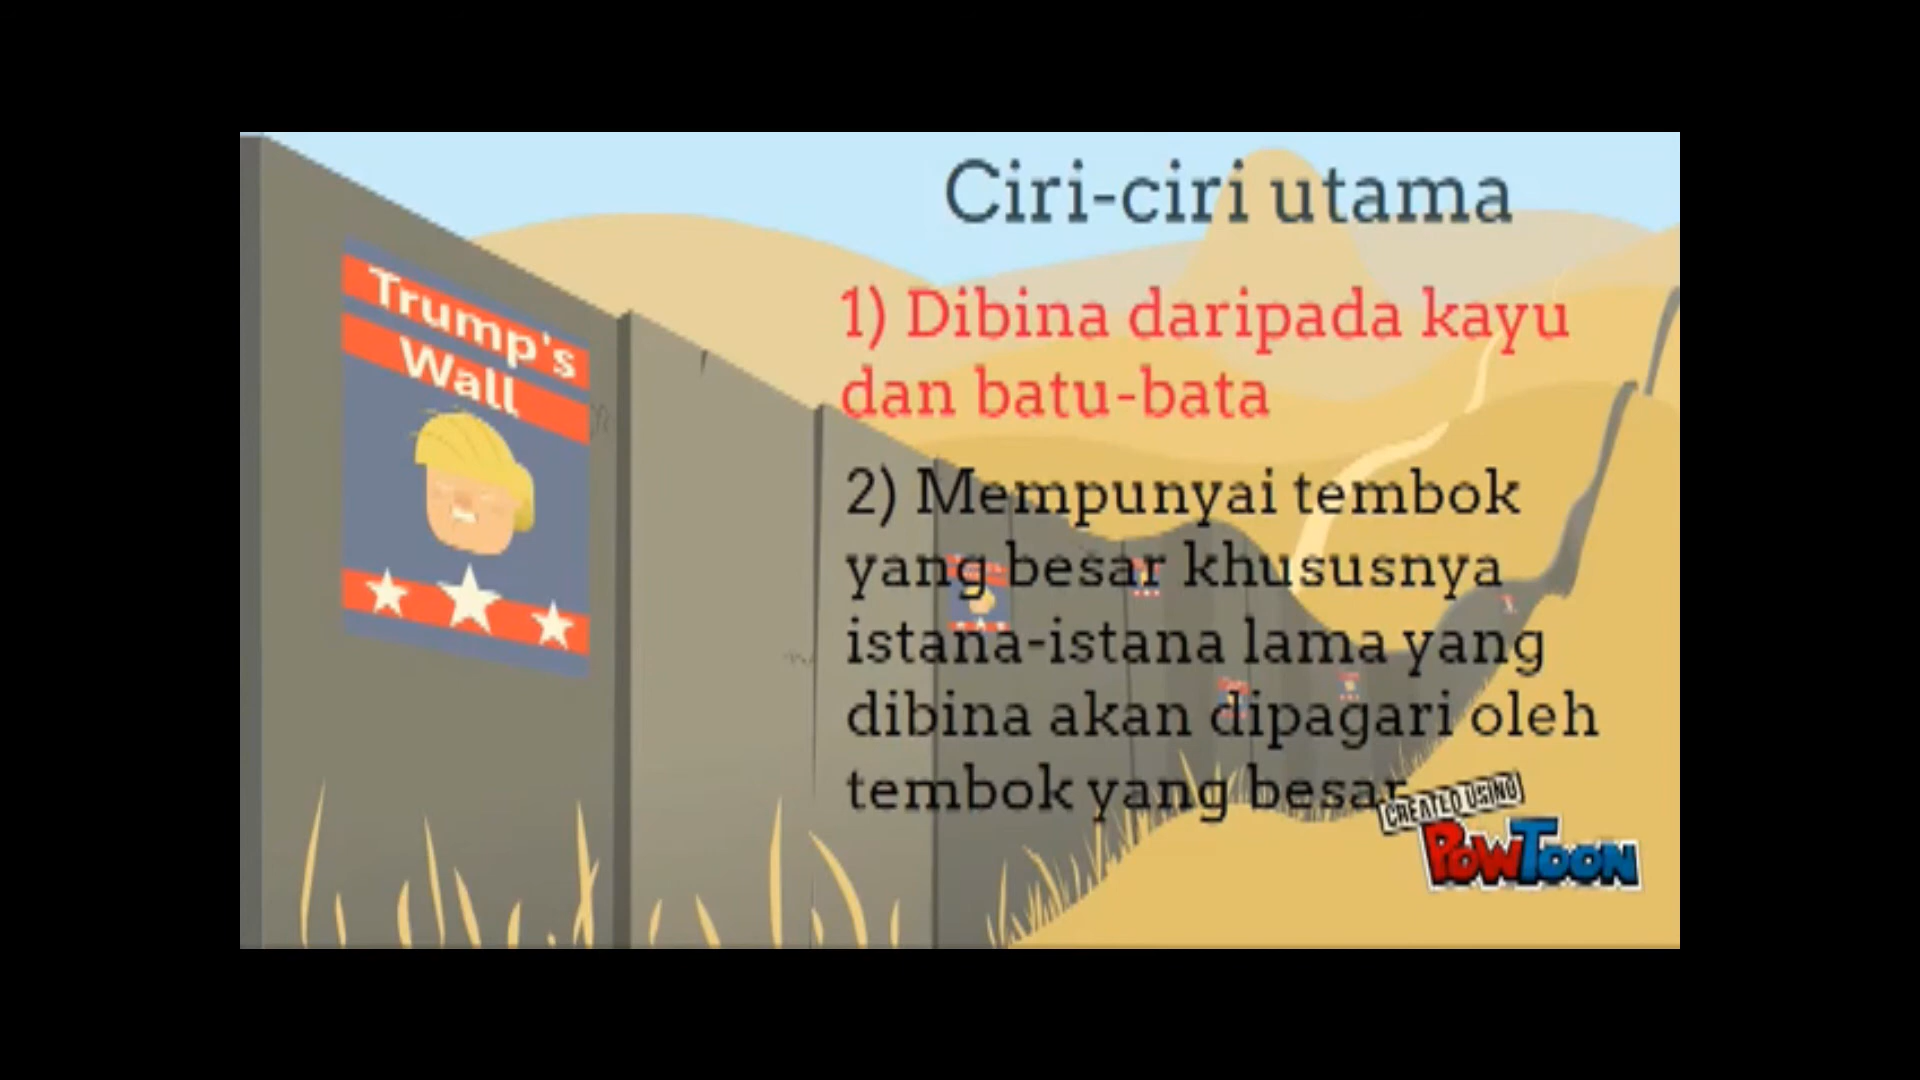 Ciri-ciri utama
Trump's
Wall
1) Dibina daripada kayu
dan batu-bata
2) Mempunyai tembok
yang besar khususnya
istana-istana lama yang
dibina akan dipagari oleh
tembok yang besar
CREATED USING
POWTOON